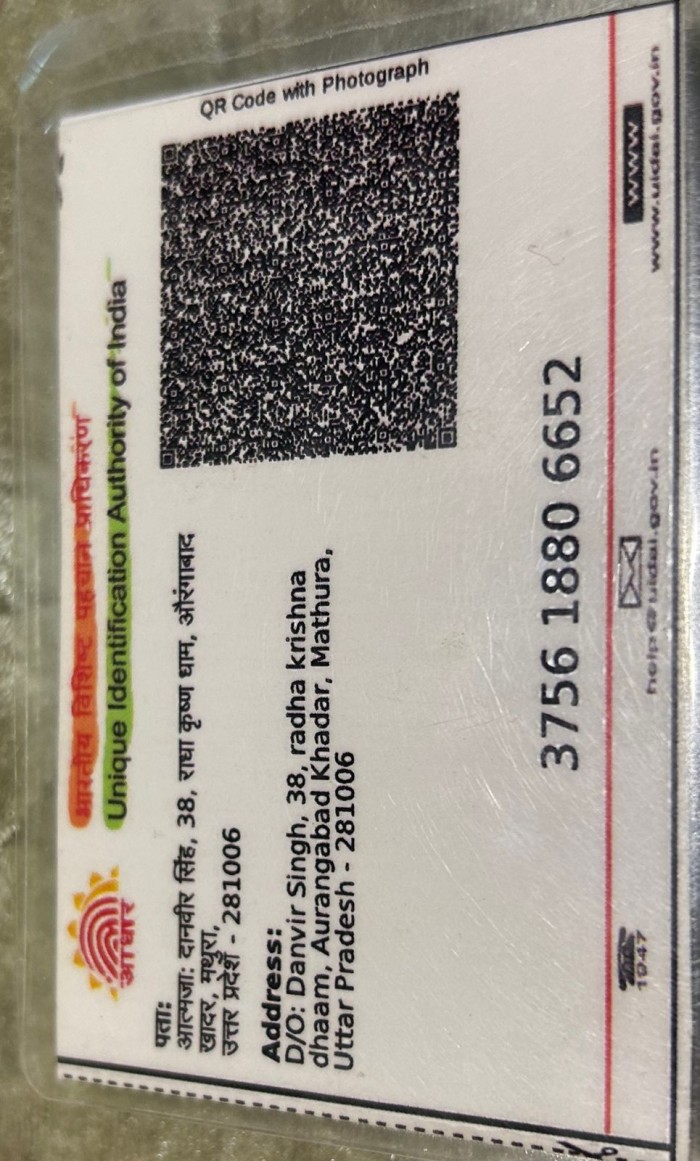 भारतीय विशिष्ट पहचान प्राधिकरण
Unique Identification Authority of India
आधार
पता:
आत्मजा: दानवीर सिंह, 38, राधा कृष्ण धाम, औरंगाबाद
खादर, मथुरा,
उत्तर प्रदेश - 281006
Address:
D/O: Danvir Singh, 38, radha krishna
dhaam, Aurangabad Khadar, Mathura,
Uttar Pradesh - 281006
QR Code with Photograph
3756 1880 6652
1947
help@uidai.gov.in
www
www.uidai.gov.in